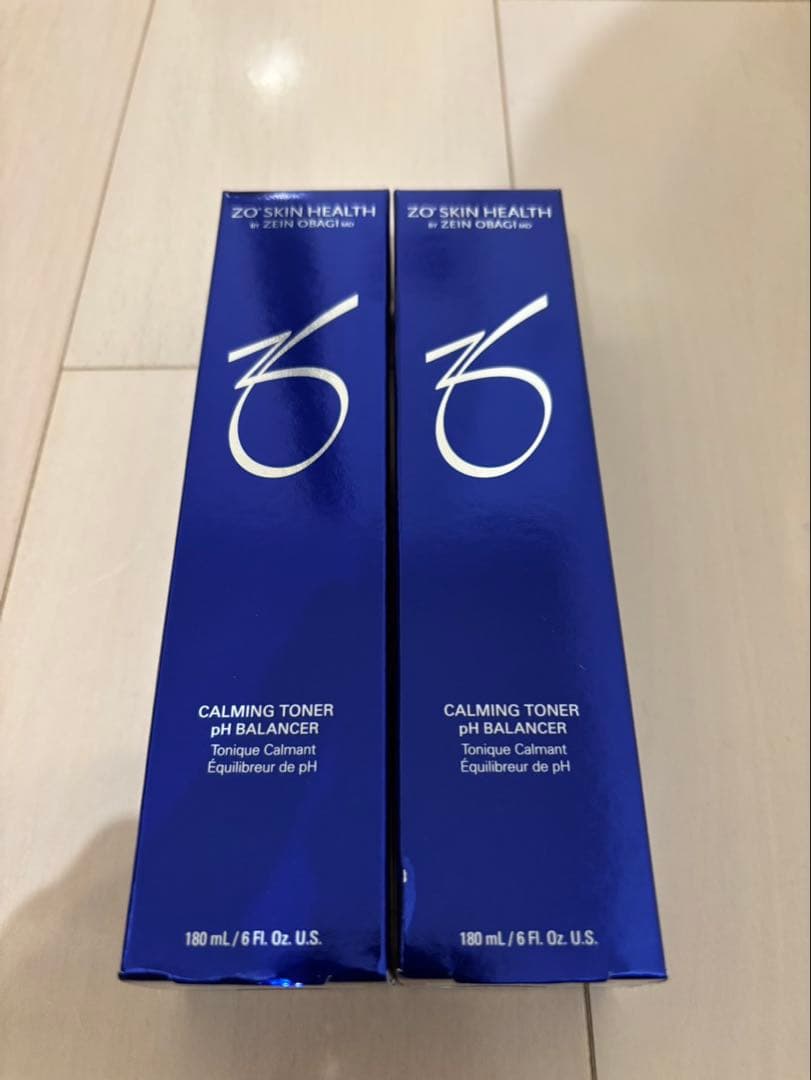 ZO® SKIN HEALTH
BY ZEIN OBAGI MD
ZO
CALMING TONER
pH BALANCER
Tonique Calmant
Équilibreur de pH
180 mL / 6 Fl. Oz. U.S.
ZO® SKIN HEALTH
BY ZEIN OBAGI MD
ZO
CALMING TONER
pH BALANCER
Tonique Calmant
Équilibreur de pH
180 mL / 6 Fl. Oz. U.S.